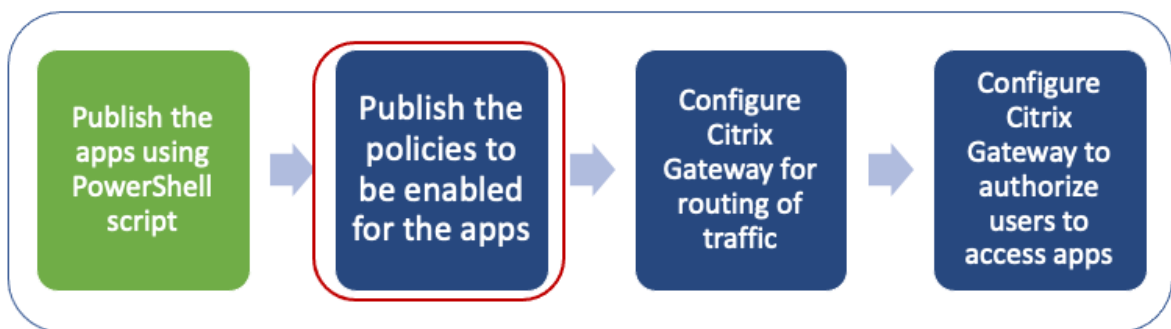 Publish the
apps using
PowerShell
script
Publish the
policies to
be enabled
for the apps
Configure
Citrix
Gateway for
routing of
traffic
Configure
Citrix
Gateway to
authorize
users to
access apps